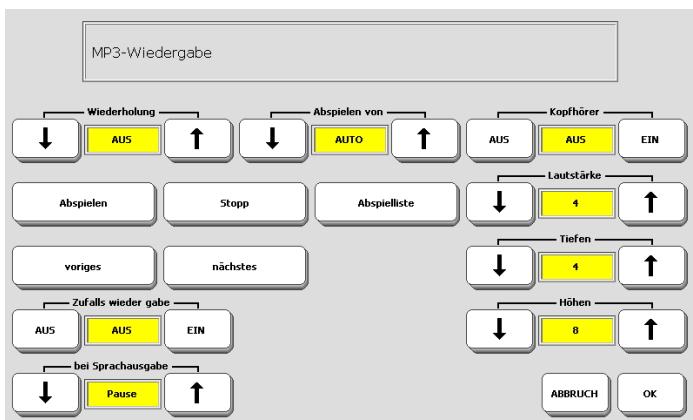 MP3-Wiedergabe
Wiederholung Abspielen von Kopfhörer
AUS AUTO AUS AUS EIN
Lautstärke
Abspielen Stopp Abspielliste 4
Tiefen
voriges nächstes 4
Zufalls wieder gabe Höhen
AUS AUS EIN 8
bei Sprachausgabe
Pause ABBRUCH OK